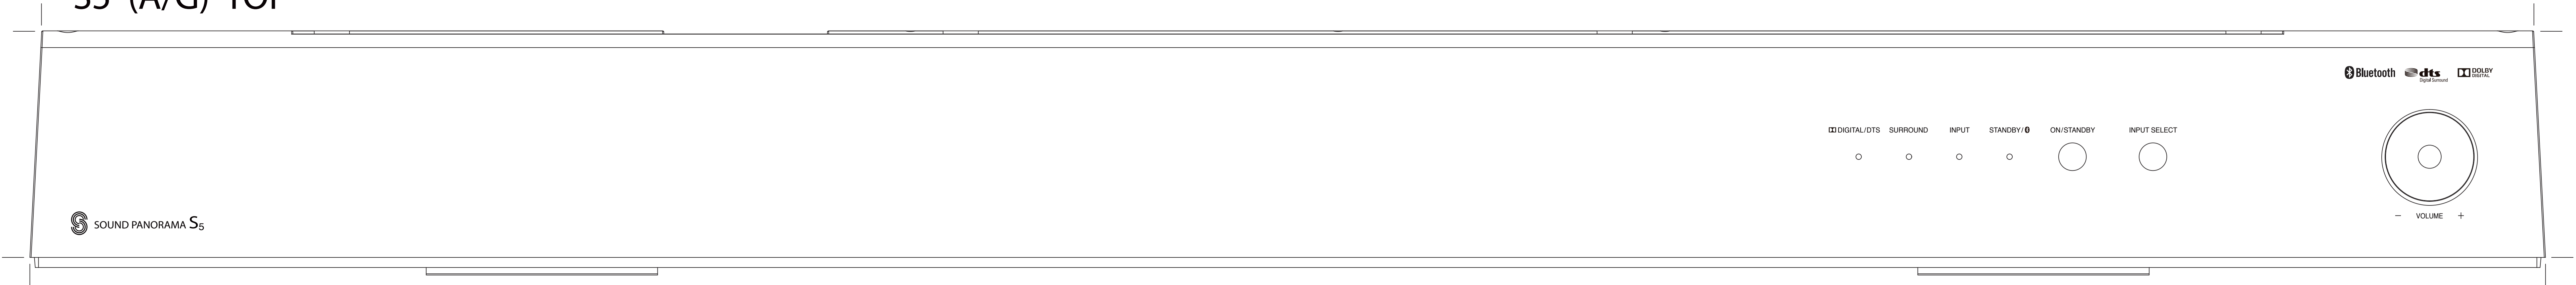 S5 (A/G) TOP
Bluetooth dts Digital Surround DOLBY DIGITAL
DIGITAL/DTS SURROUND INPUT STANDBY/ ON/STANDBY INPUT SELECT
SOUND PANORAMA S5
− VOLUME +